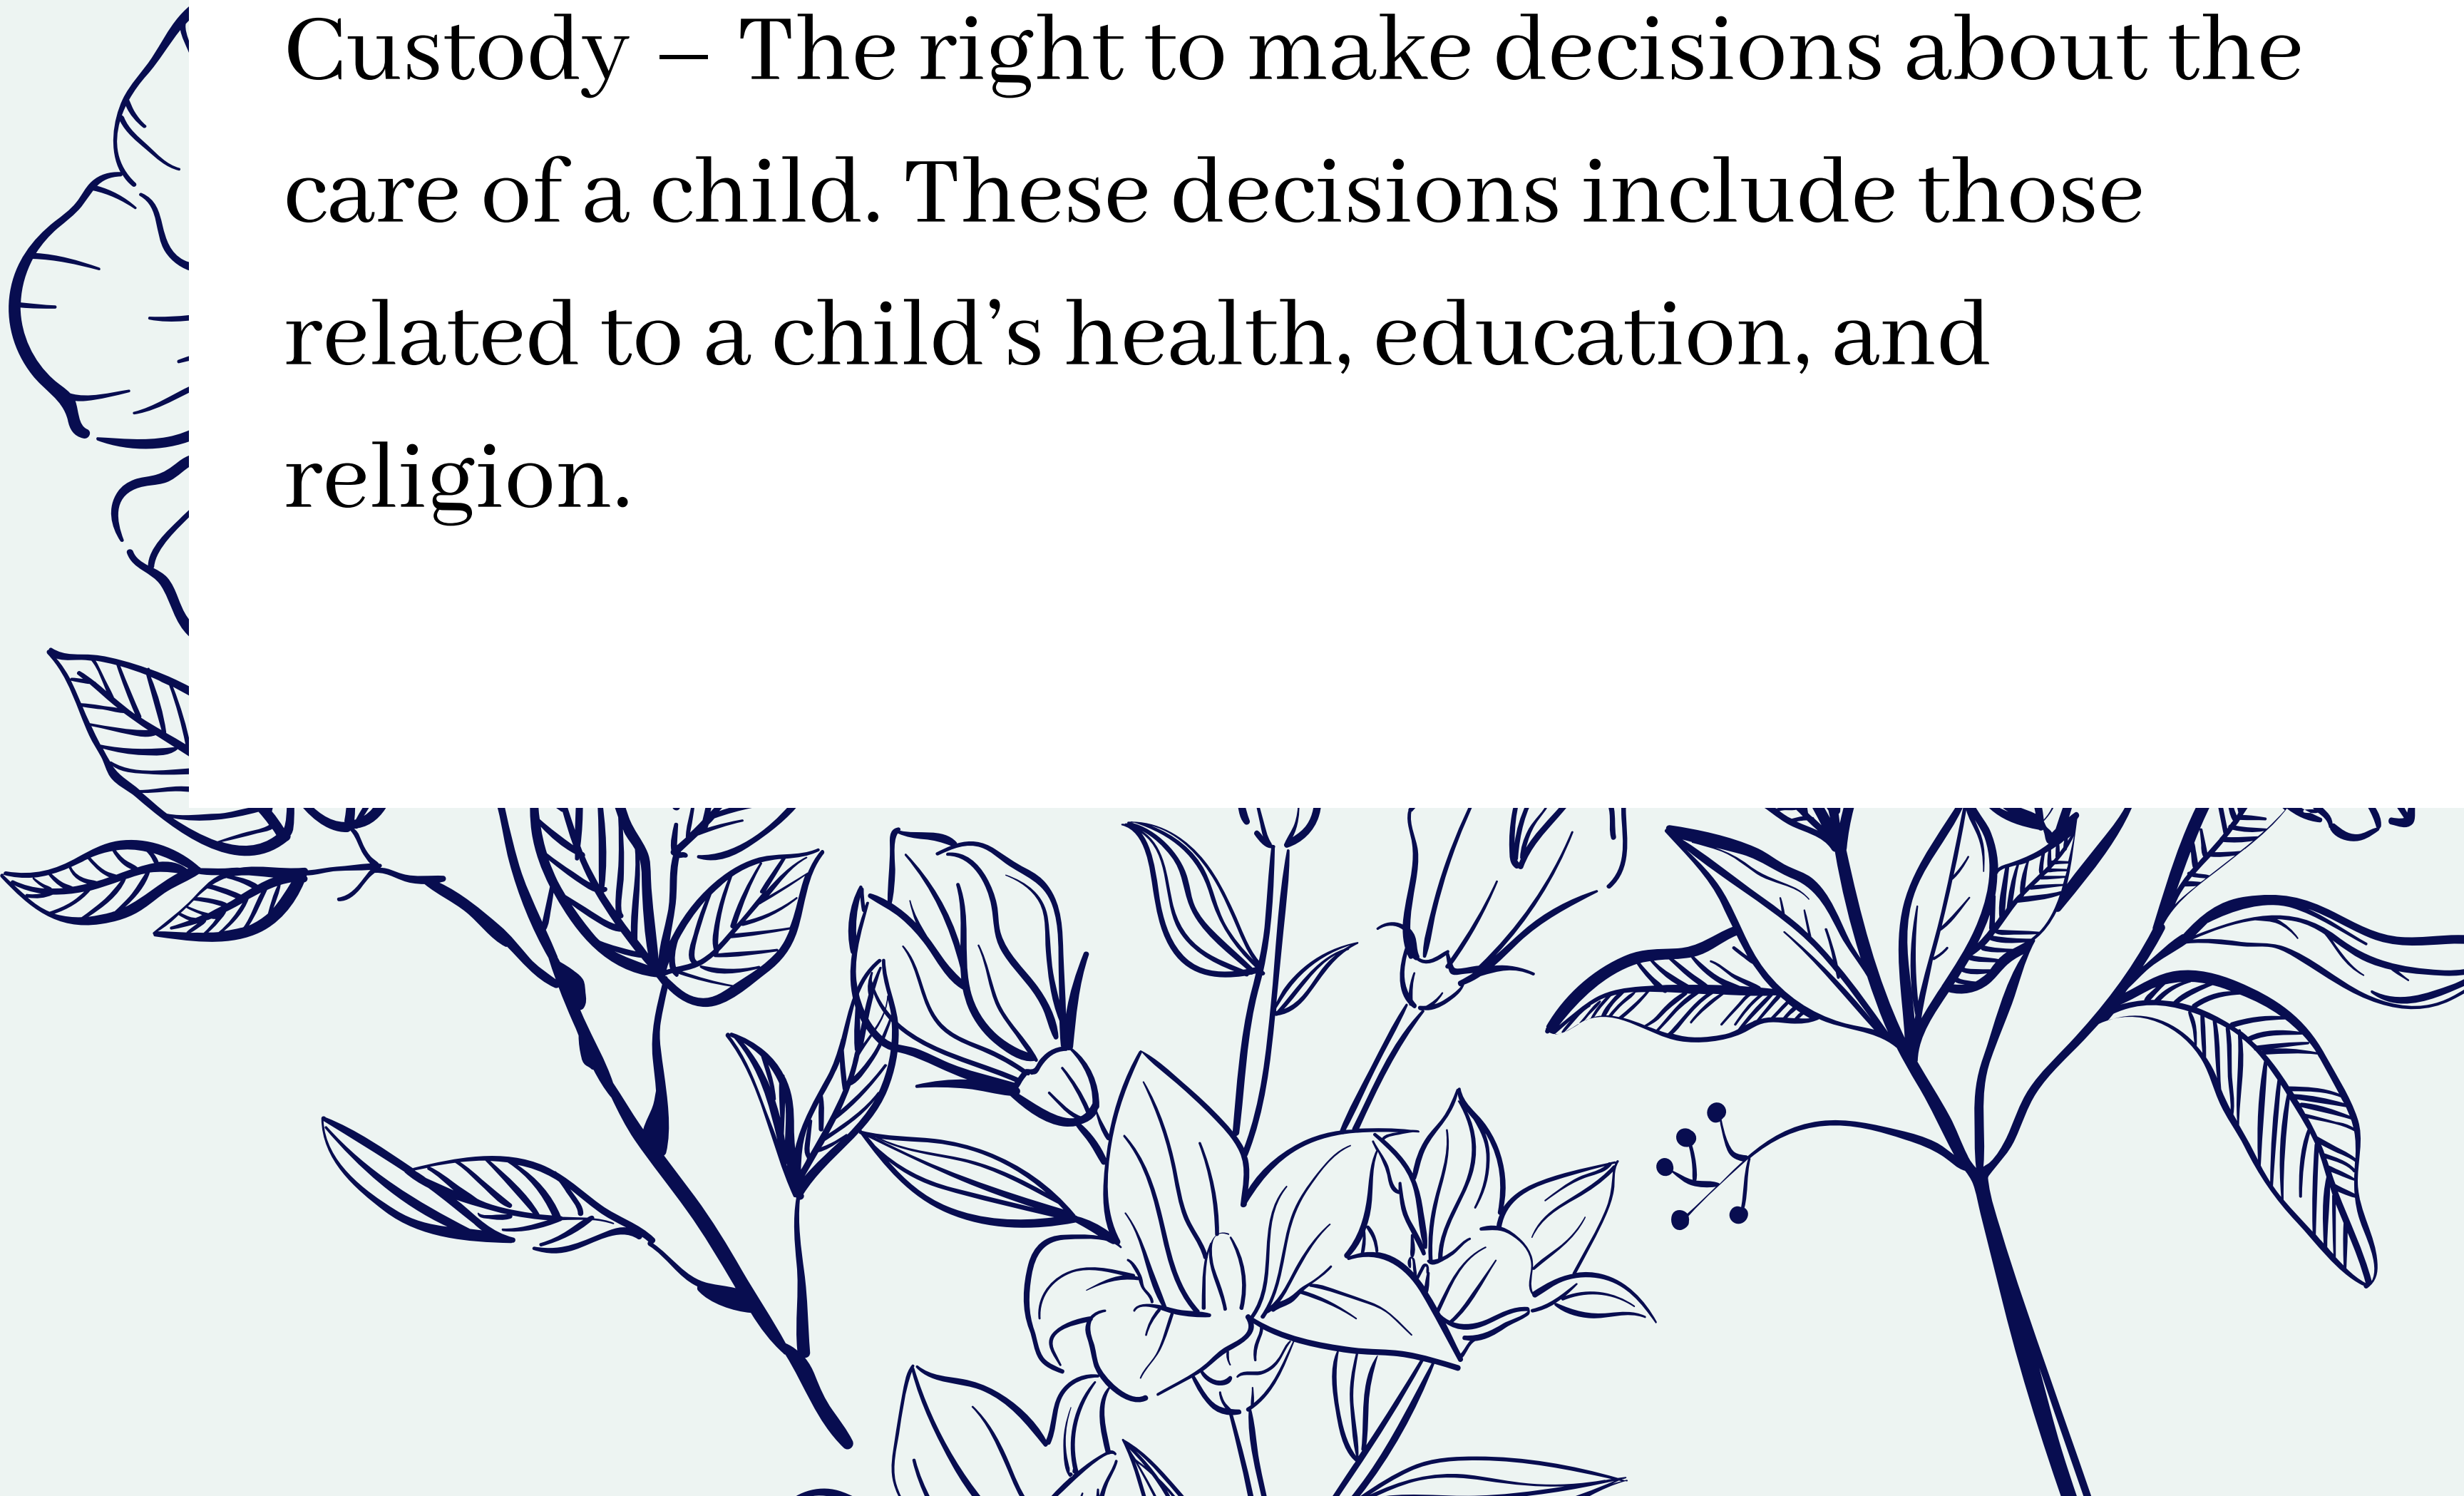 Custody — The right to make decisions about the
care of a child. These decisions include those
related to a child’s health, education, and
religion.